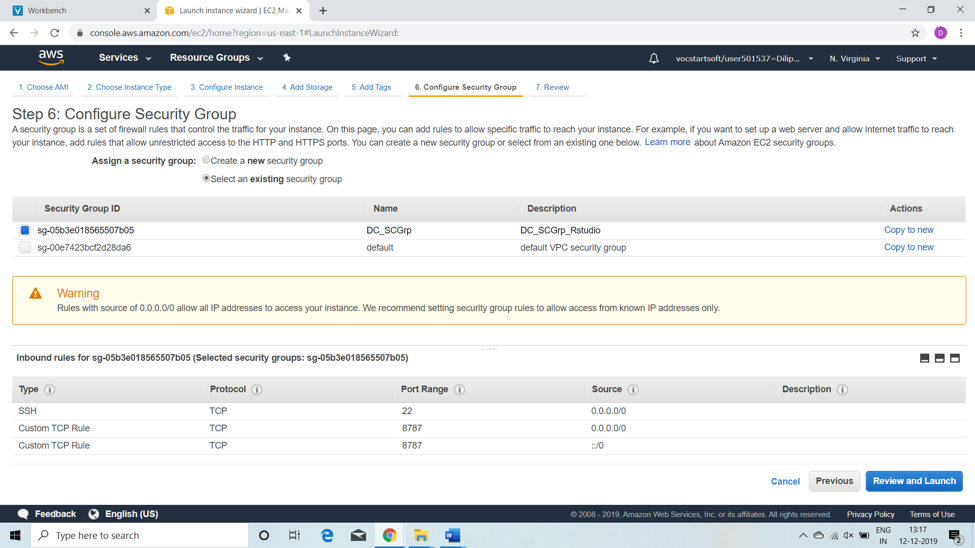 Workbench
Launch instance wizard | EC2 Ma
console.aws.amazon.com/ec2/home?region=us-east-1#LaunchInstanceWizard:
D
aws
Services
Resource Groups
vocstartsoft/user501537=Dilip...
N. Virginia
Support
1. Choose AMI
2. Choose Instance Type
3. Configure Instance
4. Add Storage
5. Add Tags
6. Configure Security Group
7. Review
Step 6: Configure Security Group
A security group is a set of firewall rules that control the traffic for your instance. On this page, you can add rules to allow specific traffic to reach your instance. For example, if you want to set up a web server and allow Internet traffic to reach
your instance, add rules that allow unrestricted access to the HTTP and HTTPS ports. You can create a new security group or select from an existing one below. Learn more about Amazon EC2 security groups.
Assign a security group: Create a new security group
Select an existing security group
Security Group ID Name Description Actions
sg-05b3e018565507b05 DC_SCGrp DC_SCGrp_Rstudio Copy to new
sg-00e7423bcf2d28da6 default default VPC security group Copy to new
Warning
Rules with source of 0.0.0.0/0 allow all IP addresses to access your instance. We recommend setting security group rules to allow access from known IP addresses only.
Inbound rules for sg-05b3e018565507b05 (Selected security groups: sg-05b3e018565507b05)
Type Protocol Port Range Source Description
SSH TCP 22 0.0.0.0/0
Custom TCP Rule TCP 8787 0.0.0.0/0
Custom TCP Rule TCP 8787 ::/0
Cancel Previous Review and Launch
Feedback English (US)
© 2008 - 2019, Amazon Web Services, Inc. or its affiliates. All rights reserved. Privacy Policy Terms of Use
Type here to search
ENG
IN
13:17
12-12-2019
2